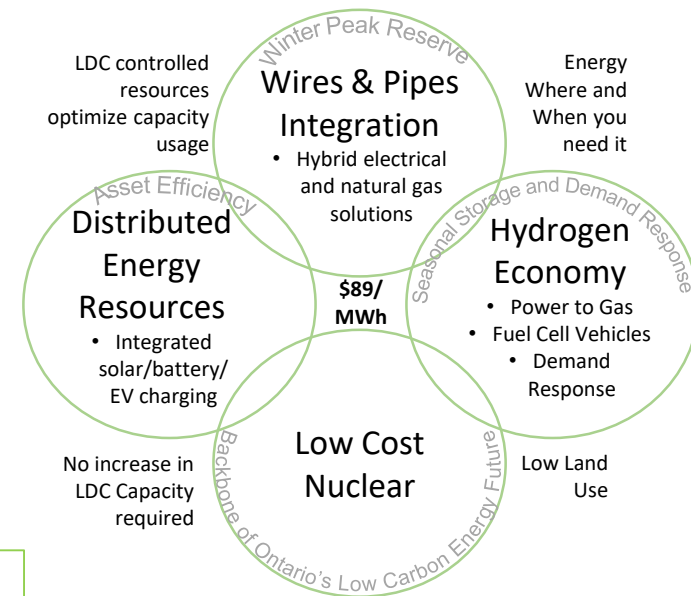 Winter Peak Reserve
Wires & Pipes
Integration
• Hybrid electrical
and natural gas
solutions
LDC controlled
resources
optimize capacity
usage
Energy
Where and
When you
need it
Asset Efficiency
Distributed
Energy
Resources
• Integrated
solar/battery/
EV charging
$89/
MWh
Seasonal Storage and Demand Response
Hydrogen
Economy
• Power to Gas
• Fuel Cell Vehicles
• Demand
Response
No increase in
LDC Capacity
required
Low Cost
Nuclear
Backbone of Ontario's Low Carbon Energy Future
Low Land
Use